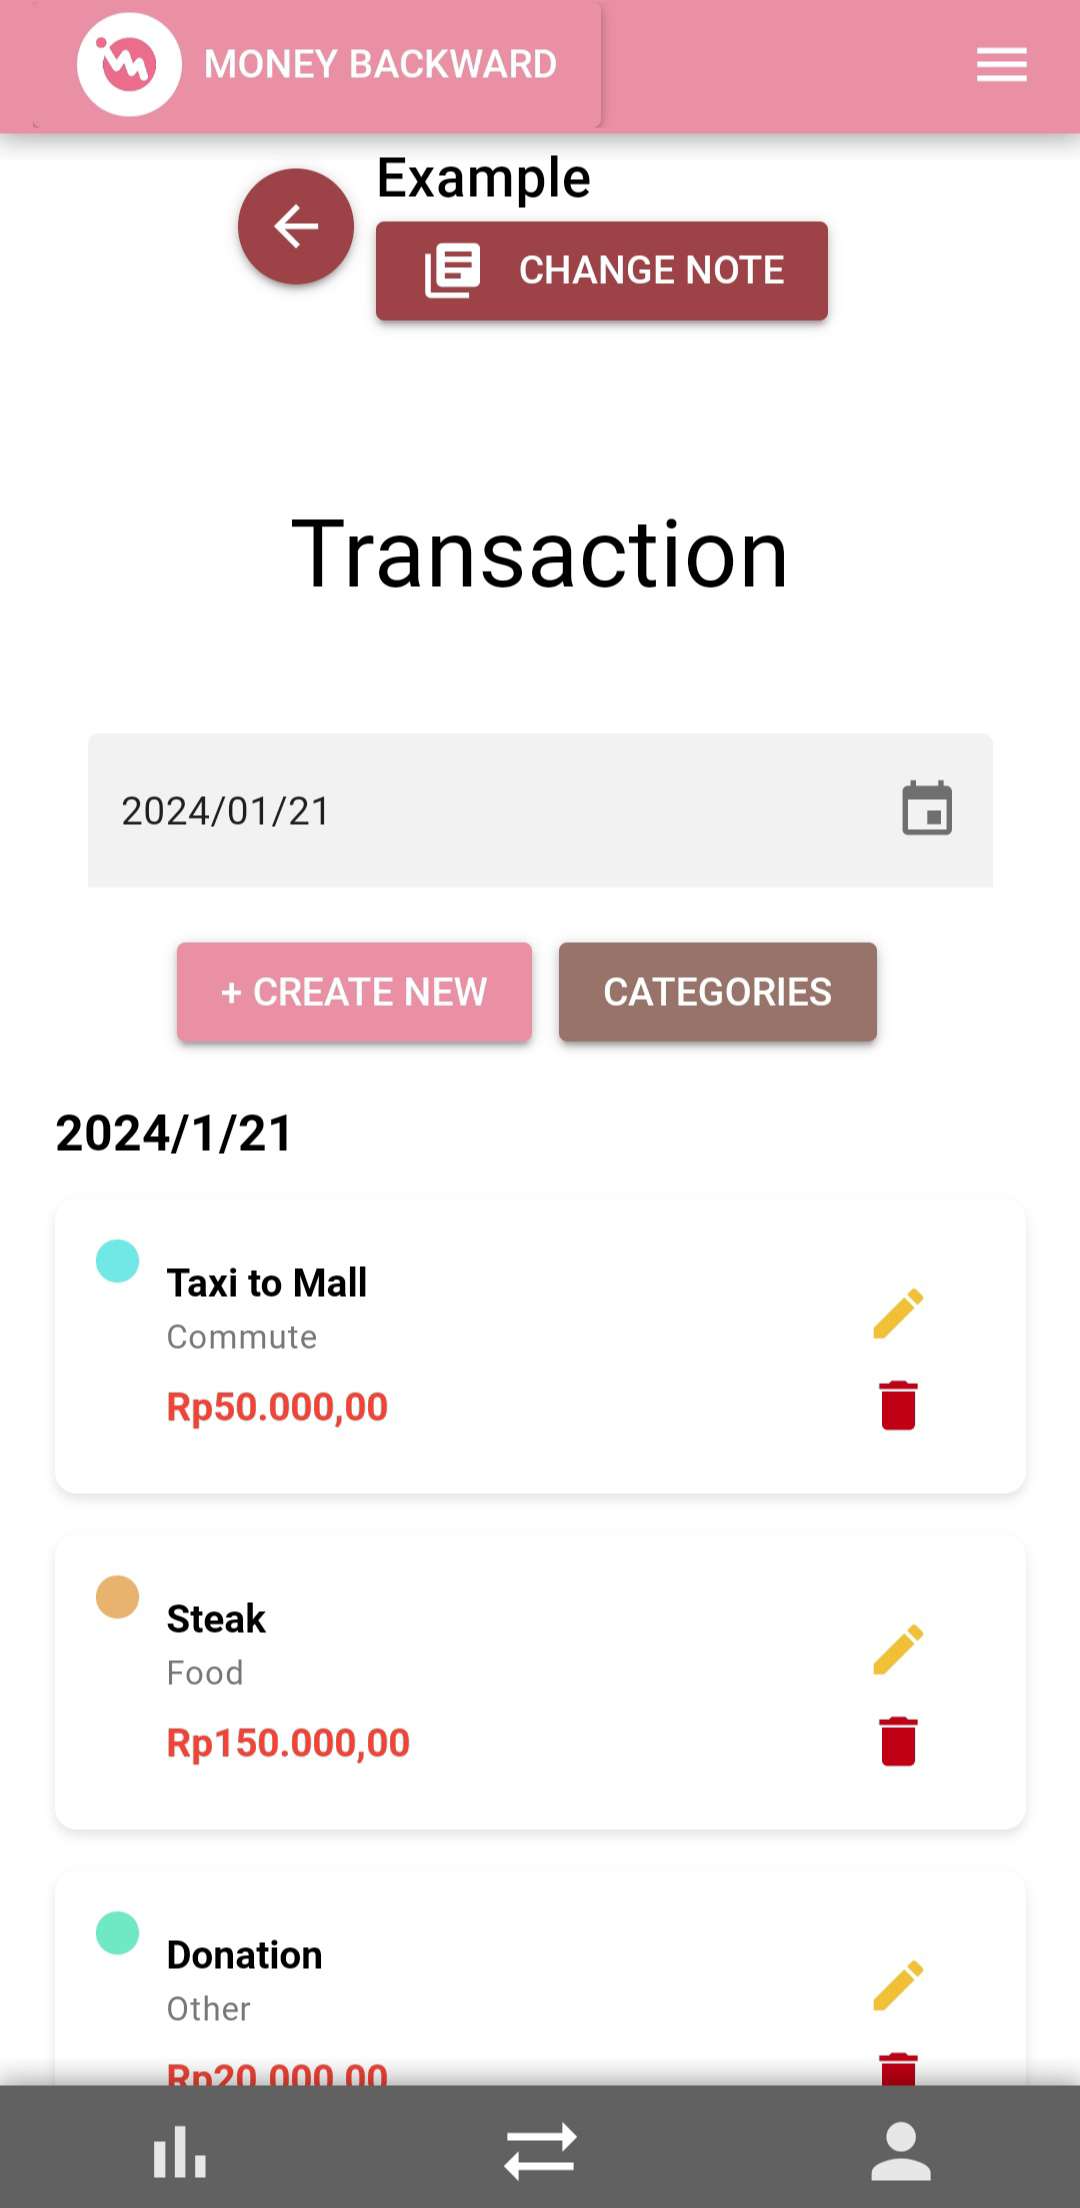 MONEY BACKWARD
Example
CHANGE NOTE
Transaction
2024/01/21
+ CREATE NEW
CATEGORIES
2024/1/21
Taxi to Mall
Commute
Rp50.000,00
Steak
Food
Rp150.000,00
Donation
Other
Rp20.000,00